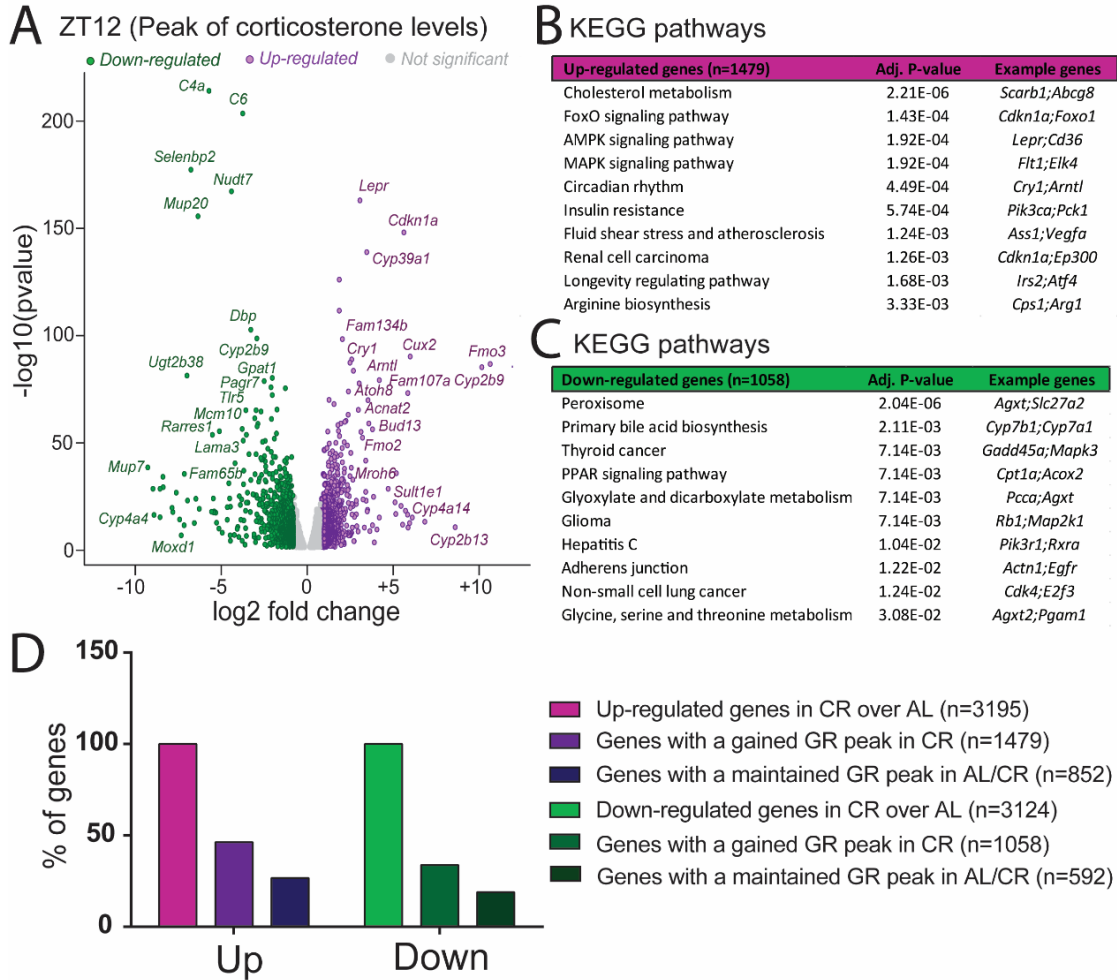 A ZT12 (Peak of corticosterone levels)
Down-regulated Up-regulated Not significant
-log10(pvalue)
200
150
100
50
0
C4a
C6
Selenbp2
Nudt7
Mup20
Lepr
Cdkn1a
Cyp39a1
Dbp
Fam134b
Cyp2b9
Cry1
Cux2
Fmo3
Ugt2b38
Gpat1
Arntl
Pagr7
Fam107a
Cyp2b9
Tlr5
Atoh8
Mcm10
Acnat2
Rarres1
Bud13
Lama3
Fmo2
Mup7
Fam65b
Mroh6
Sult1e1
Cyp4a4
Cyp4a14
Moxd1
Cyp2b13
-10 -5 0 +5 +10
log2 fold change
B KEGG pathways
Up-regulated genes (n=1479) Adj. P-value Example genes
Cholesterol metabolism 2.21E-06 Scarb1;Abcg8
FoxO signaling pathway 1.43E-04 Cdkn1a;Foxo1
AMPK signaling pathway 1.92E-04 Lepr;Cd36
MAPK signaling pathway 1.92E-04 Flt1;Elk4
Circadian rhythm 4.49E-04 Cry1;Arntl
Insulin resistance 5.74E-04 Pik3ca;Pck1
Fluid shear stress and atherosclerosis 1.24E-03 Ass1;Vegfa
Renal cell carcinoma 1.26E-03 Cdkn1a;Ep300
Longevity regulating pathway 1.68E-03 Irs2;Atf4
Arginine biosynthesis 3.33E-03 Cps1;Arg1
C KEGG pathways
Down-regulated genes (n=1058) Adj. P-value Example genes
Peroxisome 2.04E-06 Agxt;Slc27a2
Primary bile acid biosynthesis 2.11E-03 Cyp7b1;Cyp7a1
Thyroid cancer 7.14E-03 Gadd45a;Mapk3
PPAR signaling pathway 7.14E-03 Cpt1a;Acox2
Glyoxylate and dicarboxylate metabolism 7.14E-03 Pcca;Agxt
Glioma 7.14E-03 Rb1;Map2k1
Hepatitis C 1.04E-02 Pik3r1;Rxra
Adherens junction 1.22E-02 Actn1;Egfr
Non-small cell lung cancer 1.24E-02 Cdk4;E2f3
Glycine, serine and threonine metabolism 3.08E-02 Agxt2;Pgam1
D
% of genes
150
100
50
0
Up Down
Up-regulated genes in CR over AL (n=3195)
Genes with a gained GR peak in CR (n=1479)
Genes with a maintained GR peak in AL/CR (n=852)
Down-regulated genes in CR over AL (n=3124)
Genes with a gained GR peak in CR (n=1058)
Genes with a maintained GR peak in AL/CR (n=592)